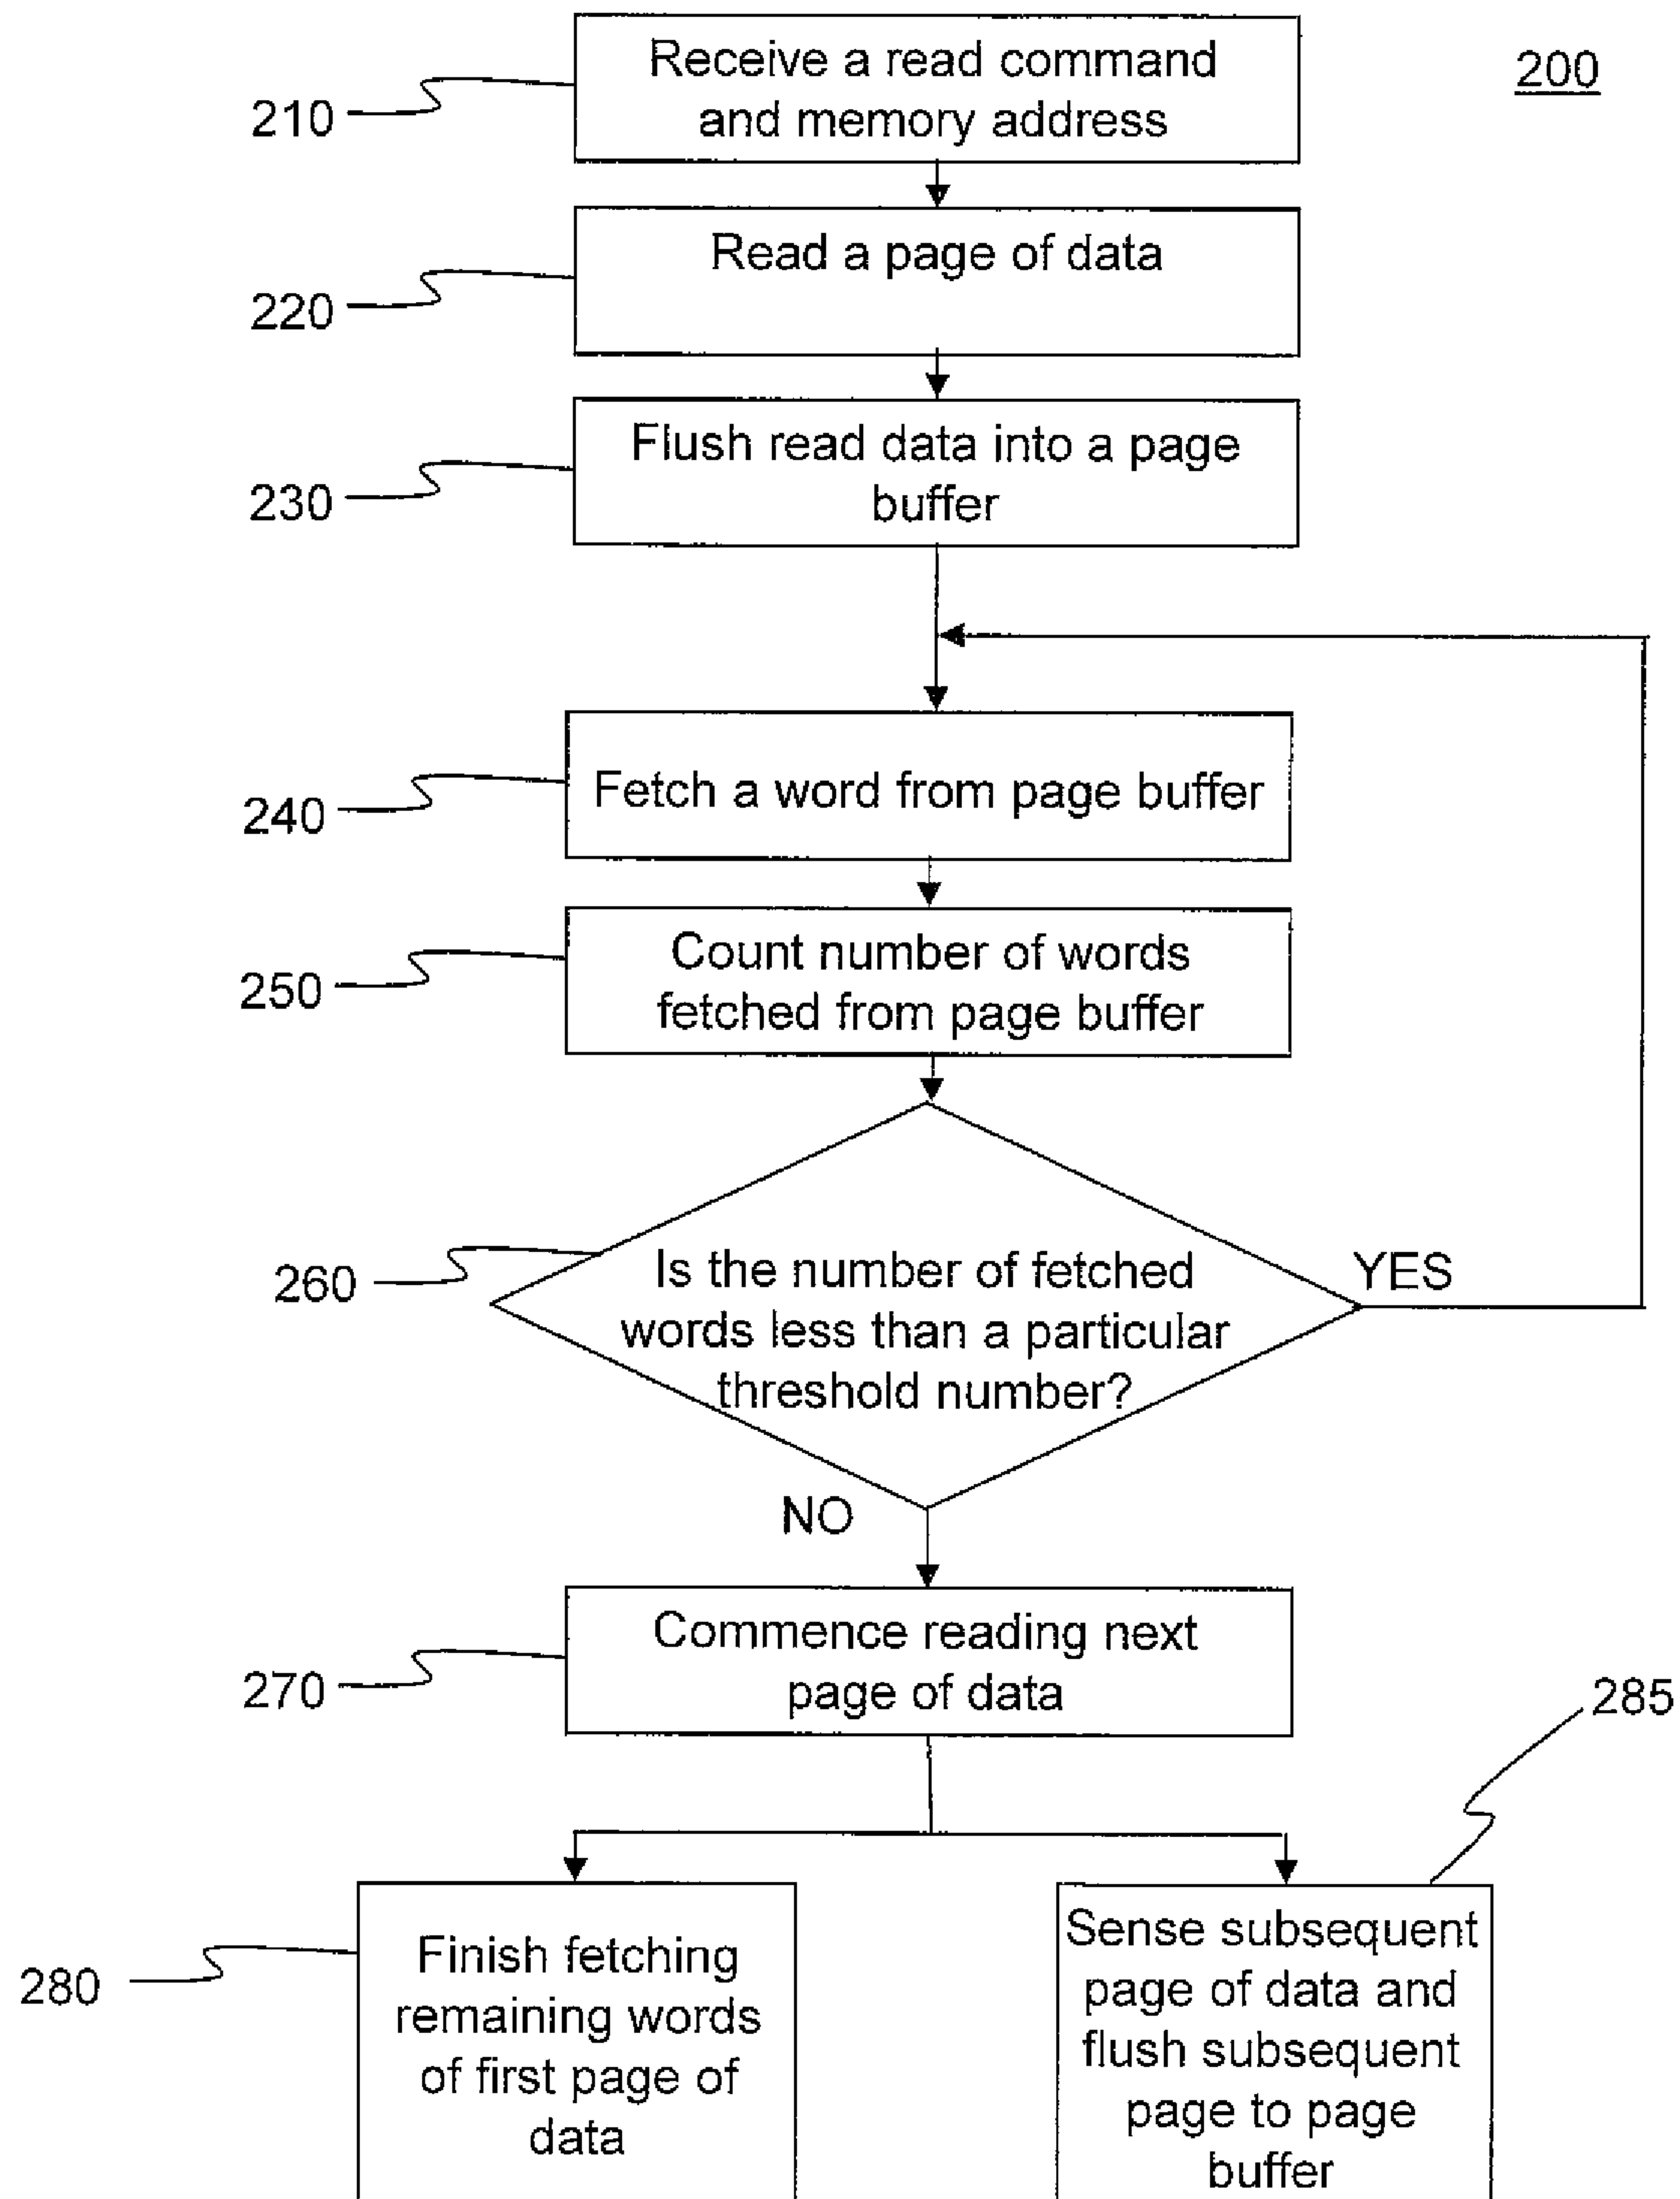 Receive a read command
and memory address
200
210
Read a page of data
220
Flush read data into a page
buffer
230
Fetch a word from page buffer
240
Count number of words
fetched from page buffer
250
Is the number of fetched
words less than a particular
threshold number?
260
YES
NO
Commence reading next
page of data
270
285
Finish fetching
remaining words
of first page of
data
280
Sense subsequent
page of data and
flush subsequent
page to page
buffer